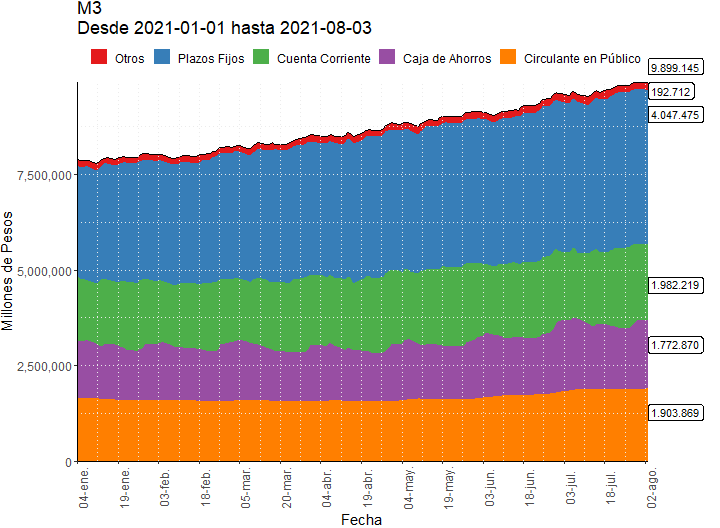 M3
Desde 2021-01-01 hasta 2021-08-03
Otros Plazos Fijos Cuenta Corriente Caja de Ahorros Circulante en Público
9.899.145
192.712
4.047.475
1.982.219
1.772.870
1.903.869
7,500,000
5,000,000
2,500,000
0
Millones de Pesos
04-ene.
19-ene.
03-feb.
18-feb.
05-mar.
20-mar.
04-abr.
19-abr.
04-may.
19-may.
03-jun.
18-jun.
03-jul.
18-jul.
02-ago.
Fecha